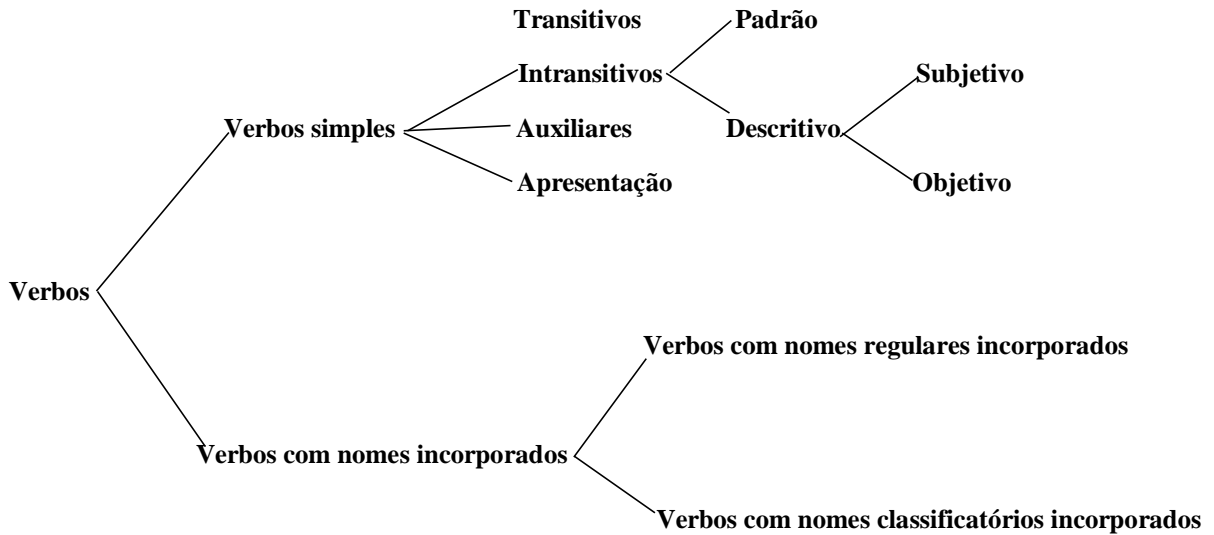 Transitivos Padrão
Intransitivos Subjetivo
Verbos simples Auxiliares Descritivo
Apresentação Objetivo
Verbos
Verbos com nomes regulares incorporados
Verbos com nomes incorporados
Verbos com nomes classificatórios incorporados